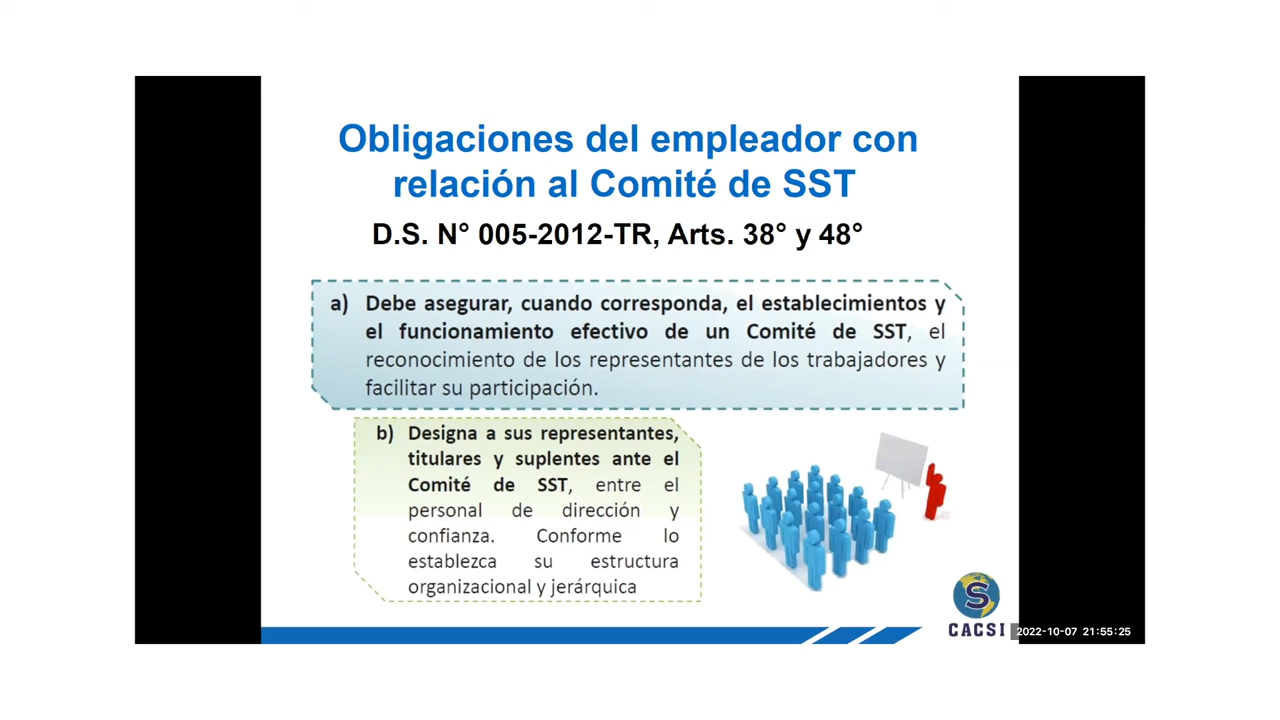 Obligaciones del empleador con
relación al Comité de SST
D.S. N° 005-2012-TR, Arts. 38° y 48°
a) Debe asegurar, cuando corresponda, el establecimientos y
el funcionamiento efectivo de un Comité de SST, el
reconocimiento de los representantes de los trabajadores y
facilitar su participación.
b) Designa a sus representantes,
titulares y suplentes ante el
Comité de SST, entre el
personal de dirección y
confianza. Conforme lo
establezca su estructura
organizacional y jerárquica
S
CACSI
2022-10-07 21:55:25